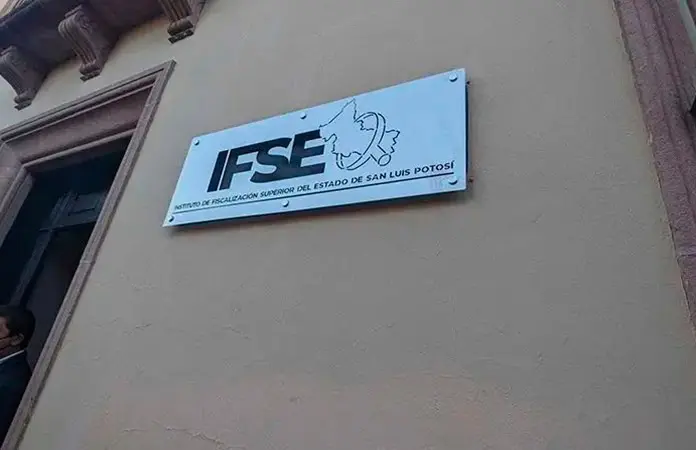 IFSE
INSTITUTO DE FISCALIZACIÓN SUPERIOR DEL ESTADO DE SAN LUIS POTOSÍ